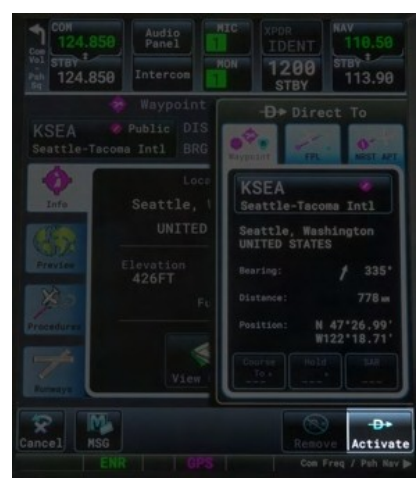 COM
124.850
Audio
Panel
MIC
1
XPDR
IDENT
NAV
110.50
Com
Vol
Psh
Sq
STBY
124.850
Intercom
MON
1
1200
STBY
STBY
113.90
Waypoint
Direct To
KSEA
Public
DIS
Seattle-Tacoma Intl
BRG
Waypoint
FPL
NRST APT
Info
Preview
Procedures
Runways
Loca
Seattle,
UNITED
Elevation
426FT
Fu
View
KSEA
Seattle-Tacoma Intl
Seattle, Washington
UNITED STATES
Bearing: 335°
Distance: 778NM
Position: N 47°26.99'
W122°18.71'
Course
To
---
Hold
---
SAR
---
Cancel
MSG
Remove
Activate
ENR
GPS
Com Freq / Psh Nav